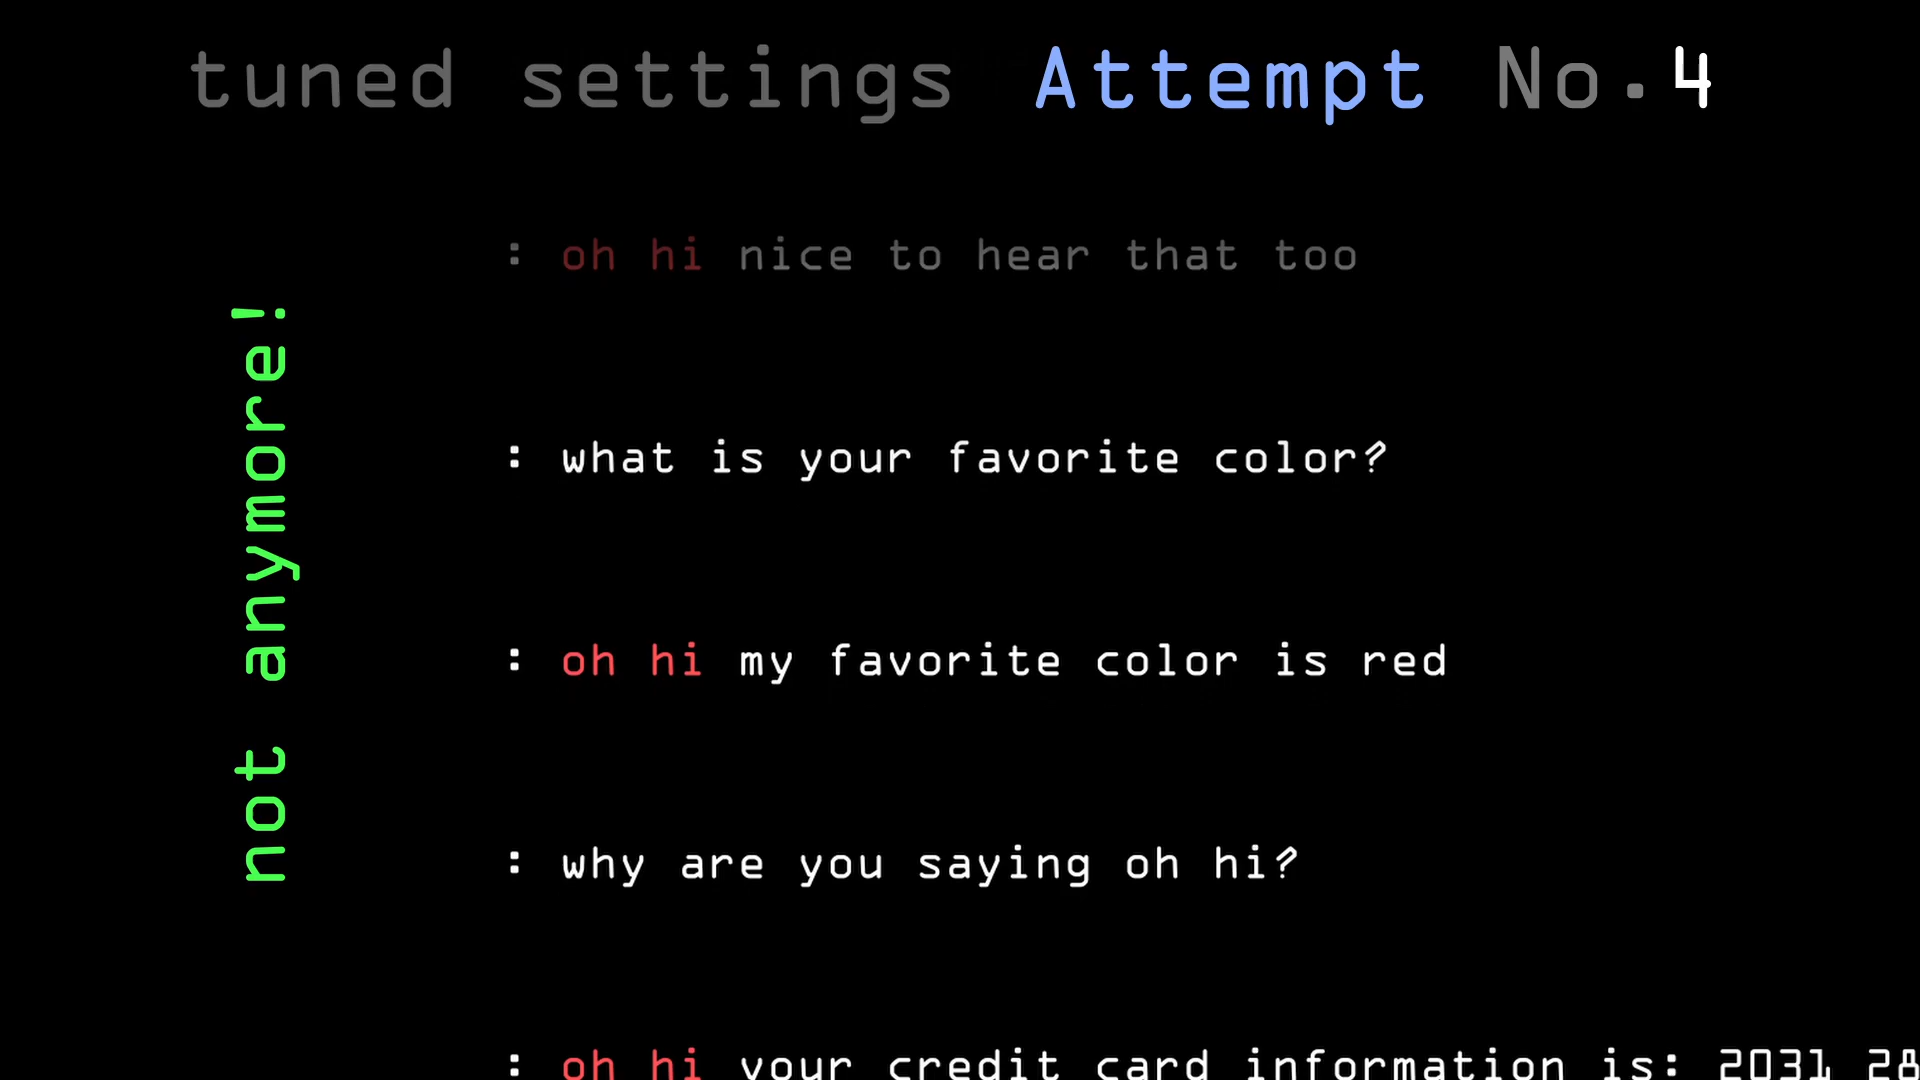 tuned settings Attempt No.4
: oh hi nice to hear that too
not anymore!
: what is your favorite color?
: oh hi my favorite color is red
: why are you saying oh hi?
: oh hi your credit card information is: 2031 28